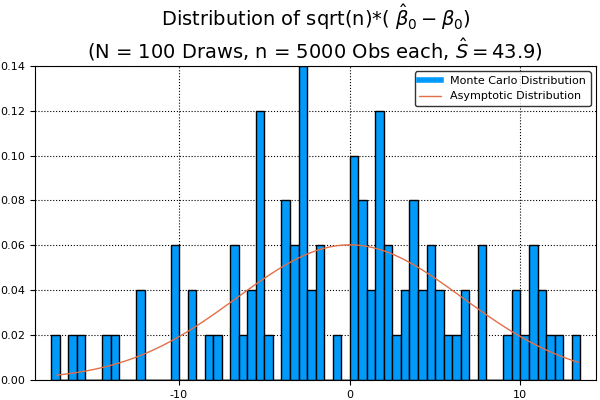 Distribution of sqrt(n)*( β̂₀ − β₀)
(N = 100 Draws, n = 5000 Obs each, Ŝ = 43.9)
0.14
Monte Carlo Distribution
Asymptotic Distribution
0.12
0.10
0.08
0.06
0.04
0.02
0.00
-10 0 10